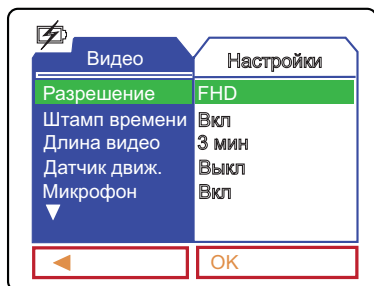 Видео Настройки
Разрешение FHD
Штамп времени Вкл
Длина видео 3 мин
Датчик движ. Выкл
Микрофон Вкл
OK